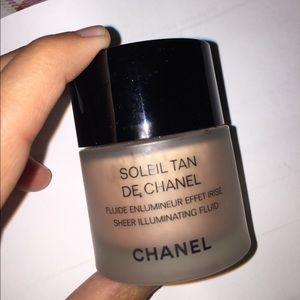 SOLEIL TAN
DE CHANEL
FLUIDE ENLUMINEUR EFFET IRISÉ
SHEER ILLUMINATING FLUID
CHANEL